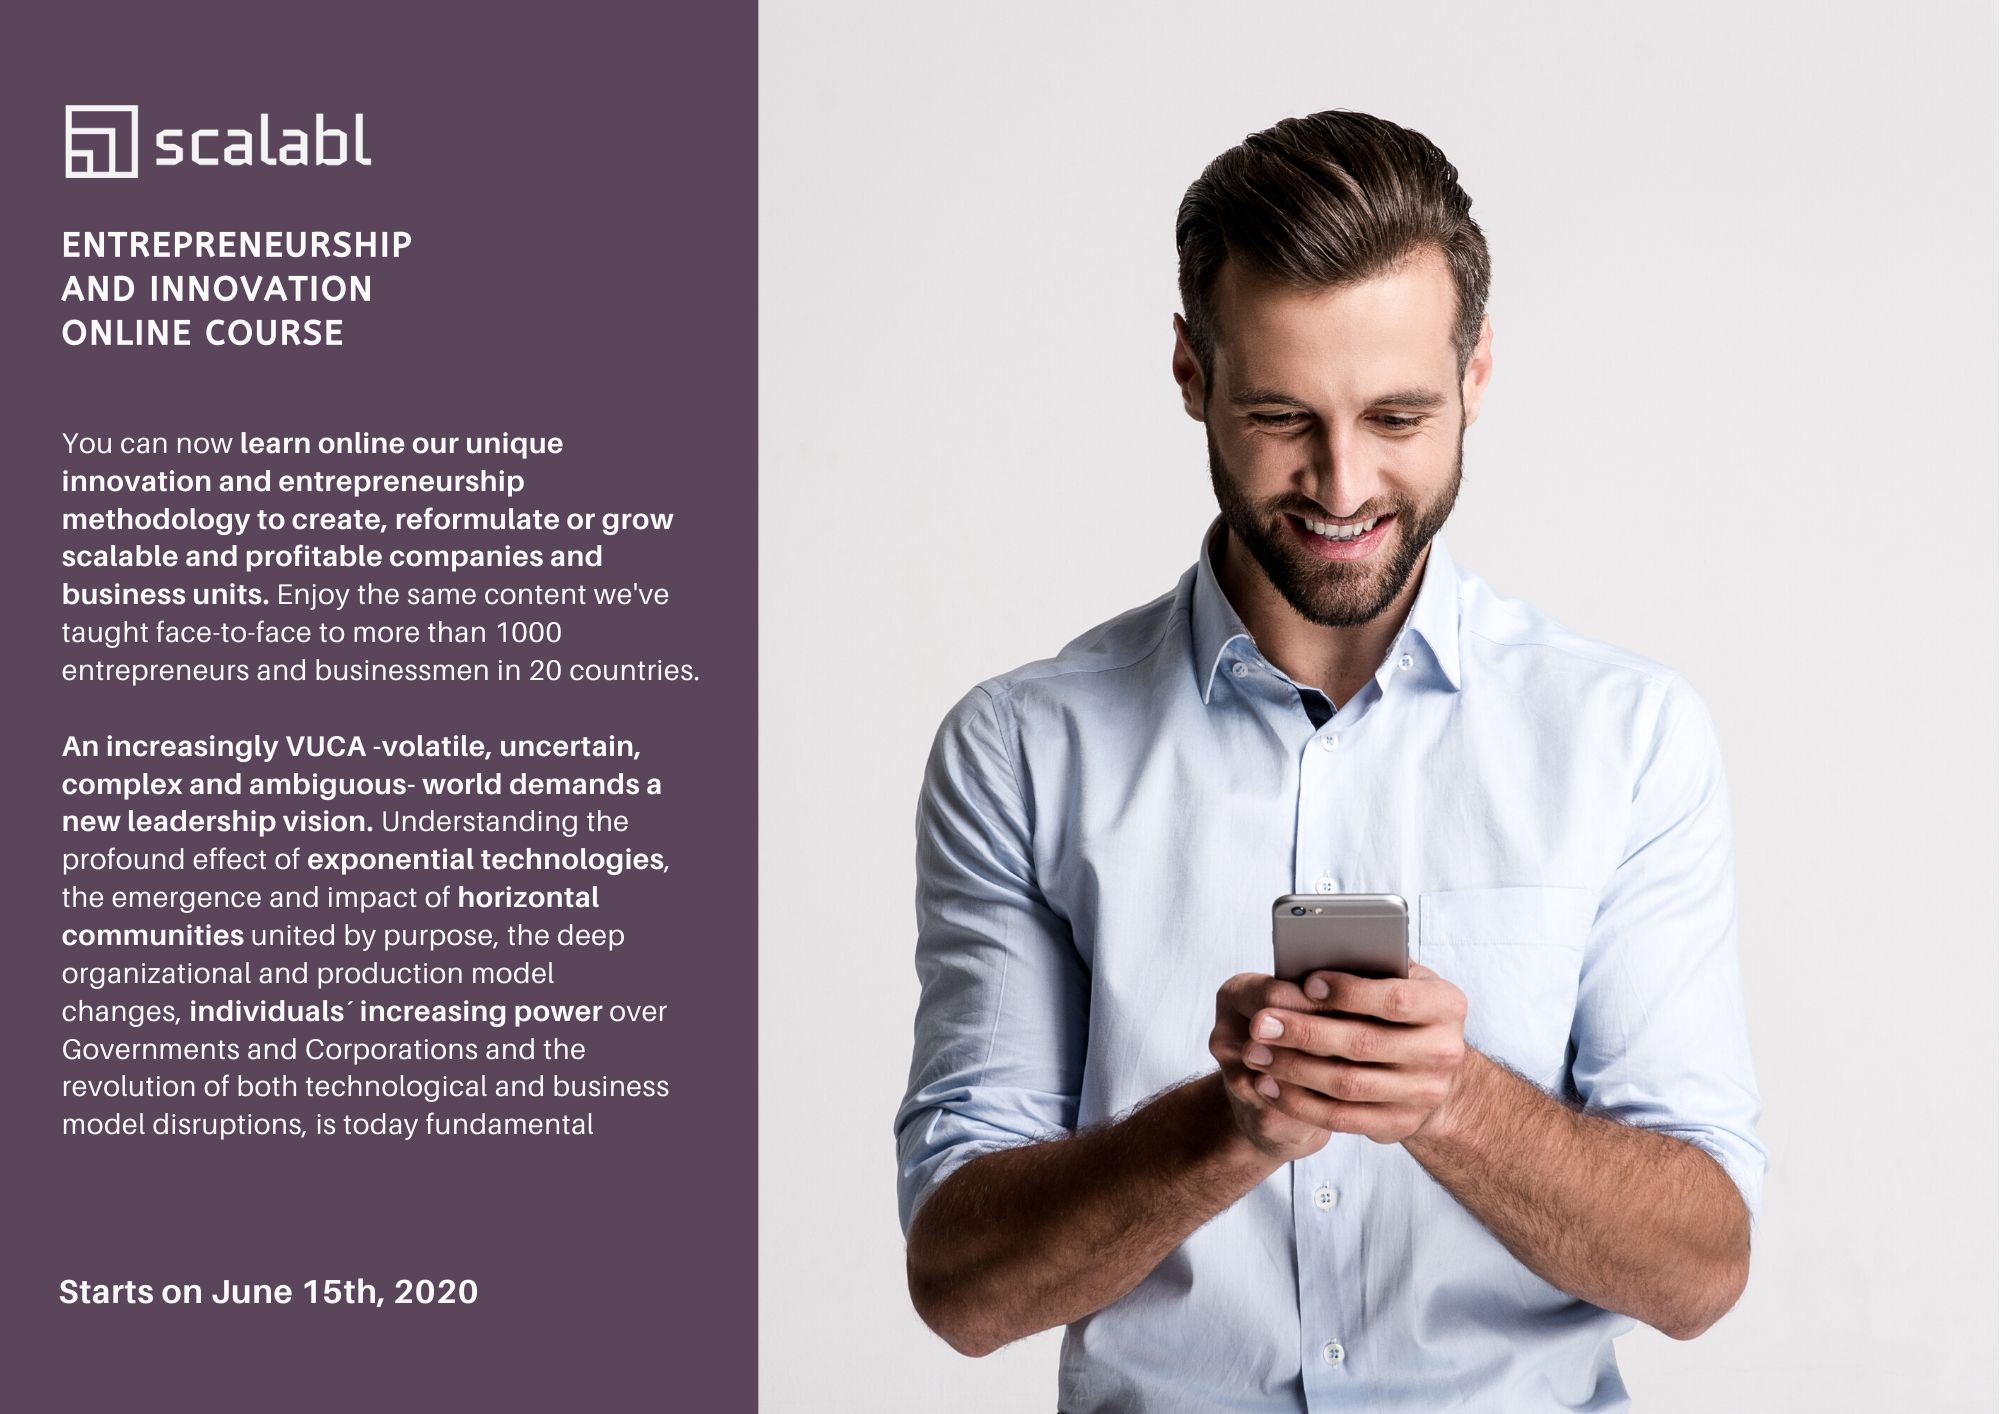 scalabl
ENTREPRENEURSHIP
AND INNOVATION
ONLINE COURSE
You can now learn online our unique
innovation and entrepreneurship
methodology to create, reformulate or grow
scalable and profitable companies and
business units. Enjoy the same content we've
taught face-to-face to more than 1000
entrepreneurs and businessmen in 20 countries.
An increasingly VUCA -volatile, uncertain,
complex and ambiguous- world demands a
new leadership vision. Understanding the
profound effect of exponential technologies,
the emergence and impact of horizontal
communities united by purpose, the deep
organizational and production model
changes, individuals´ increasing power over
Governments and Corporations and the
revolution of both technological and business
model disruptions, is today fundamental
Starts on June 15th, 2020